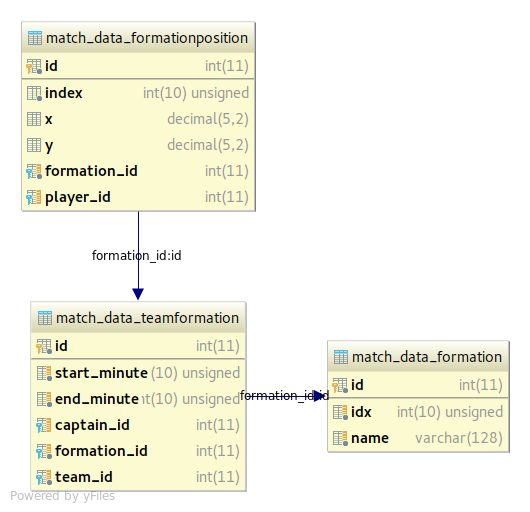 match_data_formationposition
id int(11)
index int(10) unsigned
x decimal(5,2)
y decimal(5,2)
formation_id int(11)
player_id int(11)
formation_id:id
match_data_teamformation
id int(11)
start_minute (10) unsigned
end_minute int(10) unsigned
captain_id int(11)
formation_id int(11)
team_id int(11)
formation_id:id
match_data_formation
id int(11)
idx int(10) unsigned
name varchar(128)
Powered by yFiles